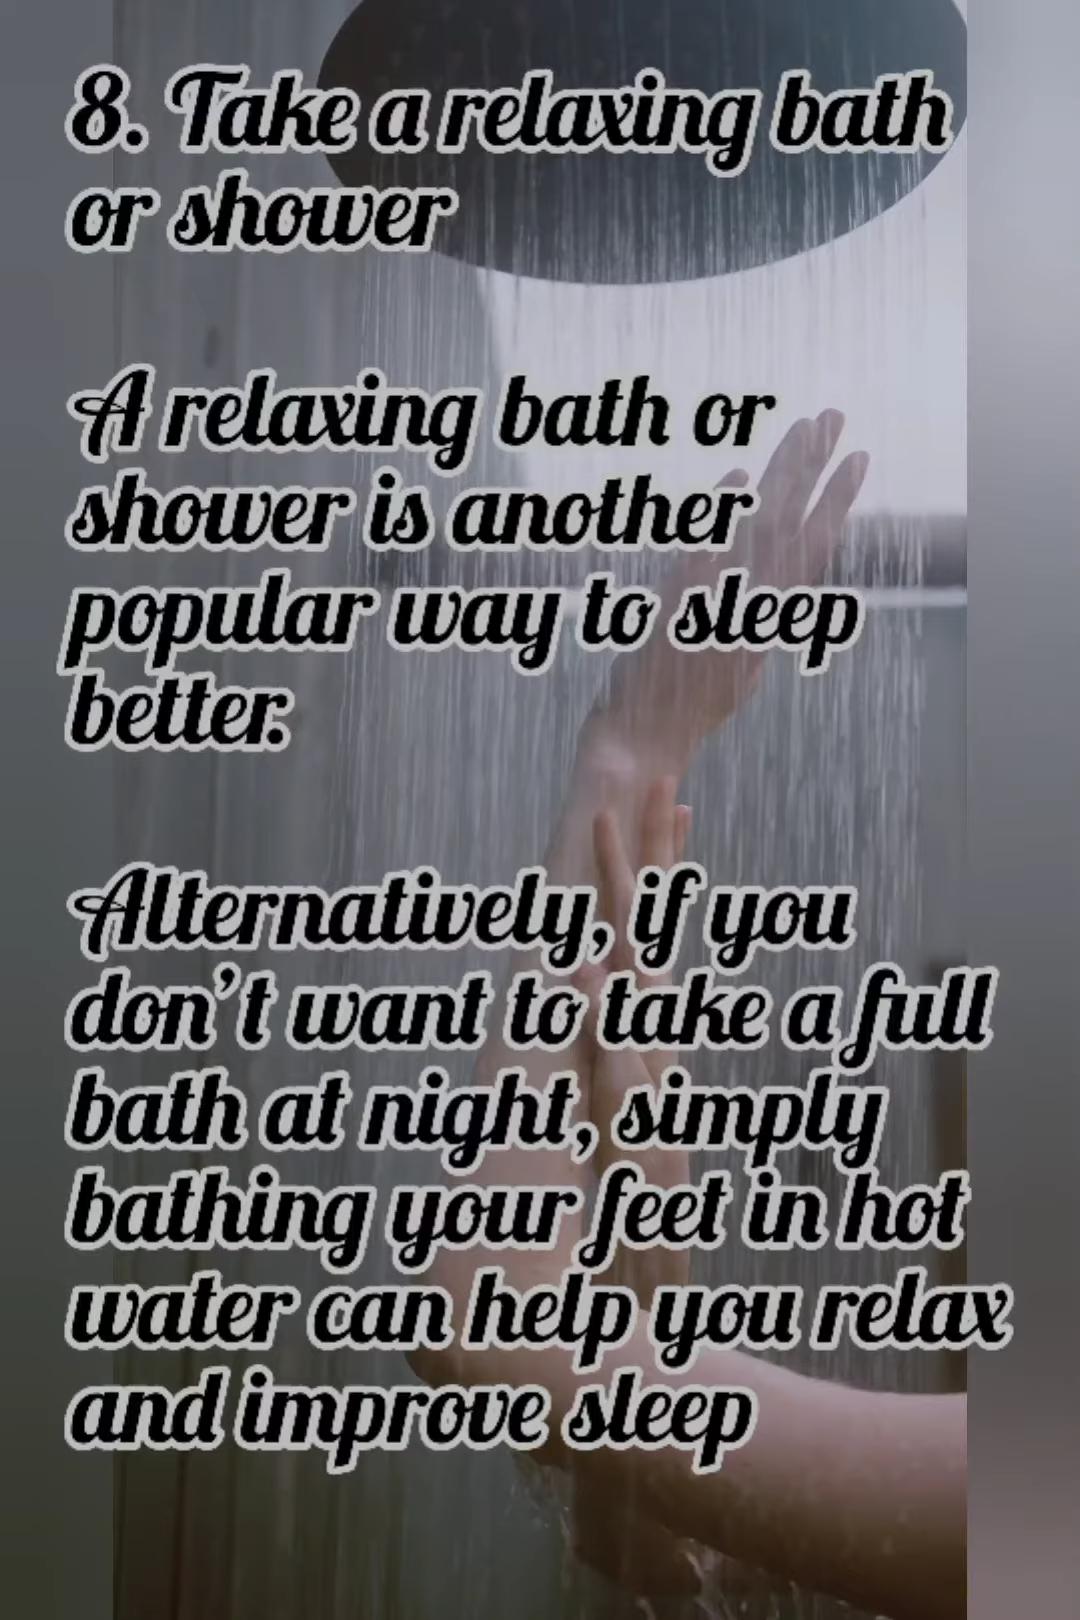 8. Take a relaxing bath
or shower
A relaxing bath or
shower is another
popular way to sleep
better.
Alternatively, if you
don’t want to take a full
bath at night, simply
bathing your feet in hot
water can help you relax
and improve sleep